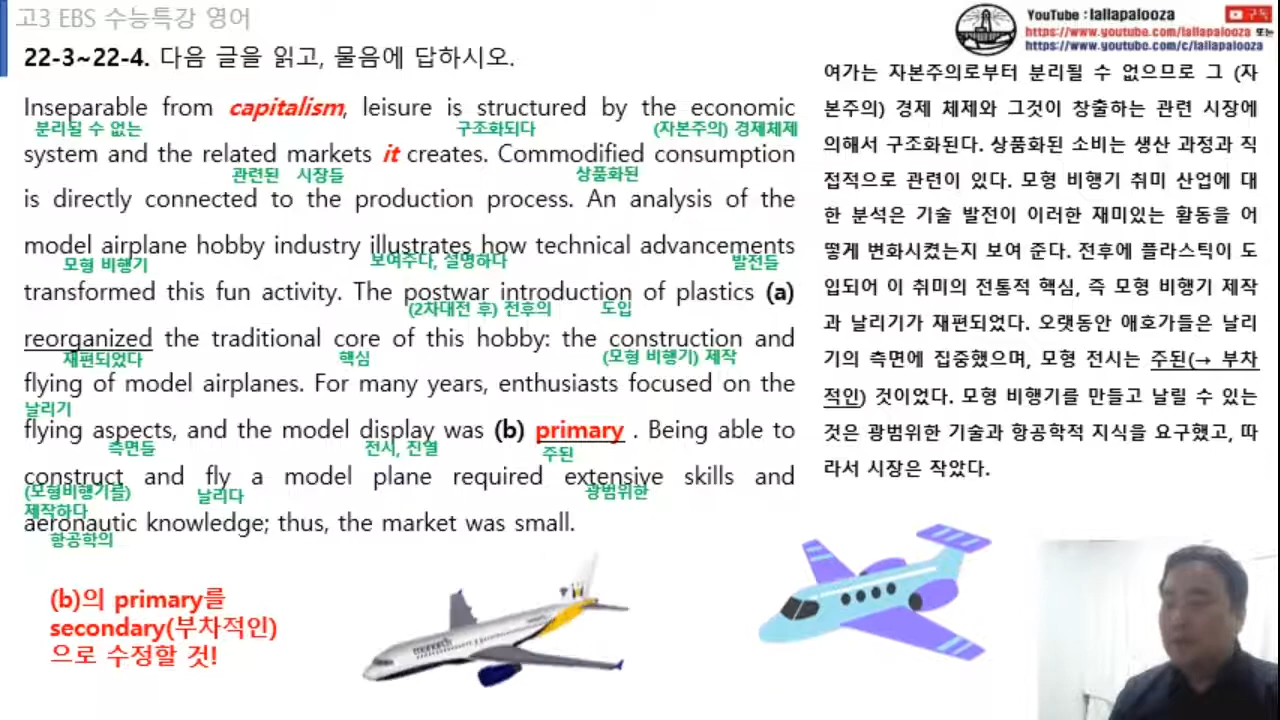 고3 EBS 수능특강 영어
YouTube : lallapalooza
구독
https://www.youtube.com/lallapalooza 또는
https://www.youtube.com/c/lallapalooza
22-3~22-4. 다음 글을 읽고, 물음에 답하시오.
Inseparable from capitalism, leisure is structured by the economic
분리될 수 없는 구조화되다 (자본주의) 경제체제
system and the related markets it creates. Commodified consumption
관련된 시장들 상품화된
is directly connected to the production process. An analysis of the
model airplane hobby industry illustrates how technical advancements
모형 비행기 보여주다, 설명하다 발전들
transformed this fun activity. The postwar introduction of plastics (a)
(2차대전 후) 전후의 도입
reorganized the traditional core of this hobby: the construction and
재편되었다 핵심 (모형 비행기) 제작
flying of model airplanes. For many years, enthusiasts focused on the
날리기
flying aspects, and the model display was (b) primary . Being able to
측면들 전시, 진열 주된
construct and fly a model plane required extensive skills and
(모형비행기를) 날리다 광범위한
제작하다
aeronautic knowledge; thus, the market was small.
항공학의
여가는 자본주의로부터 분리될 수 없으므로 그 (자
본주의) 경제 체제와 그것이 창출하는 관련 시장에
의해서 구조화된다. 상품화된 소비는 생산 과정과 직
접적으로 관련이 있다. 모형 비행기 취미 산업에 대
한 분석은 기술 발전이 이러한 재미있는 활동을 어
떻게 변화시켰는지 보여 준다. 전후에 플라스틱이 도
입되어 이 취미의 전통적 핵심, 즉 모형 비행기 제작
과 날리기가 재편되었다. 오랫동안 애호가들은 날리
기의 측면에 집중했으며, 모형 전시는 주된(→ 부차
적인) 것이었다. 모형 비행기를 만들고 날릴 수 있는
것은 광범위한 기술과 항공학적 지식을 요구했고, 따
라서 시장은 작았다.
(b)의 primary를
secondary(부차적인)
으로 수정할 것!
monarch